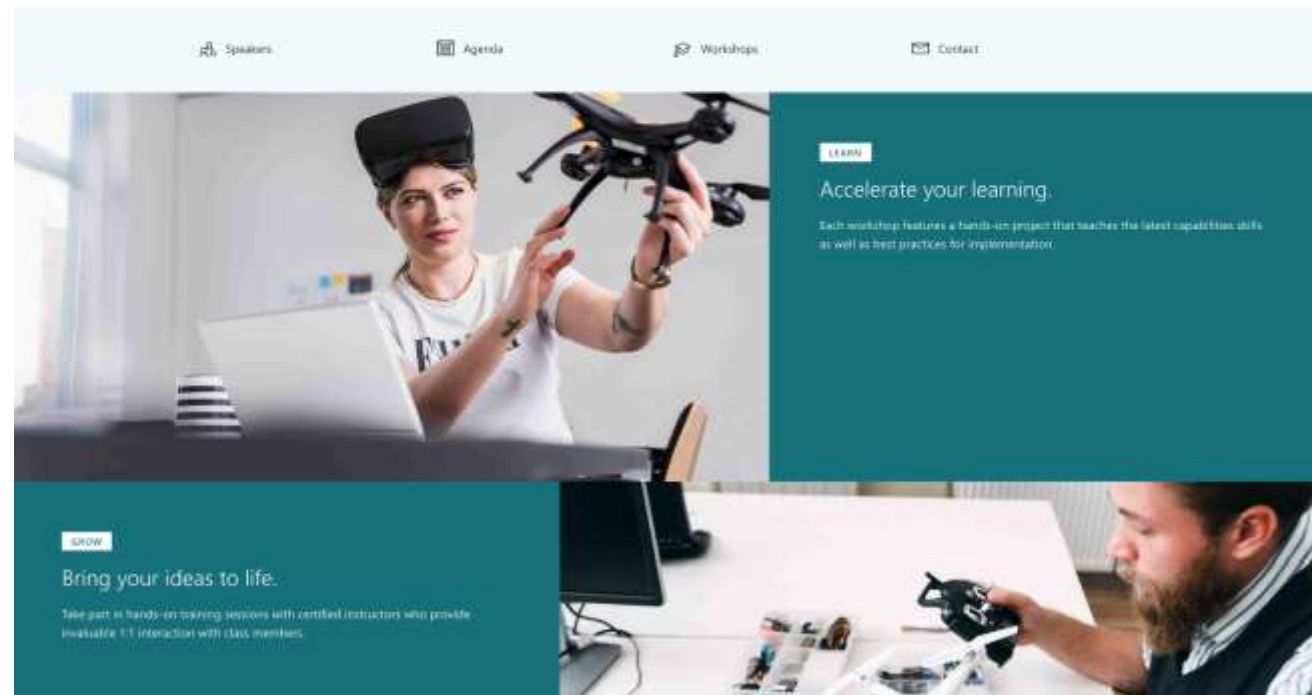 Speakers
Agenda
Workshops
Contact
LEARN
Accelerate your learning.
Each workshop features a hands-on project that teaches the latest capabilities skills
as well as best practices for implementation.
GROW
Bring your ideas to life.
Take part in hands-on training sessions with certified instructors who provide
invaluable 1:1 interaction with class members.